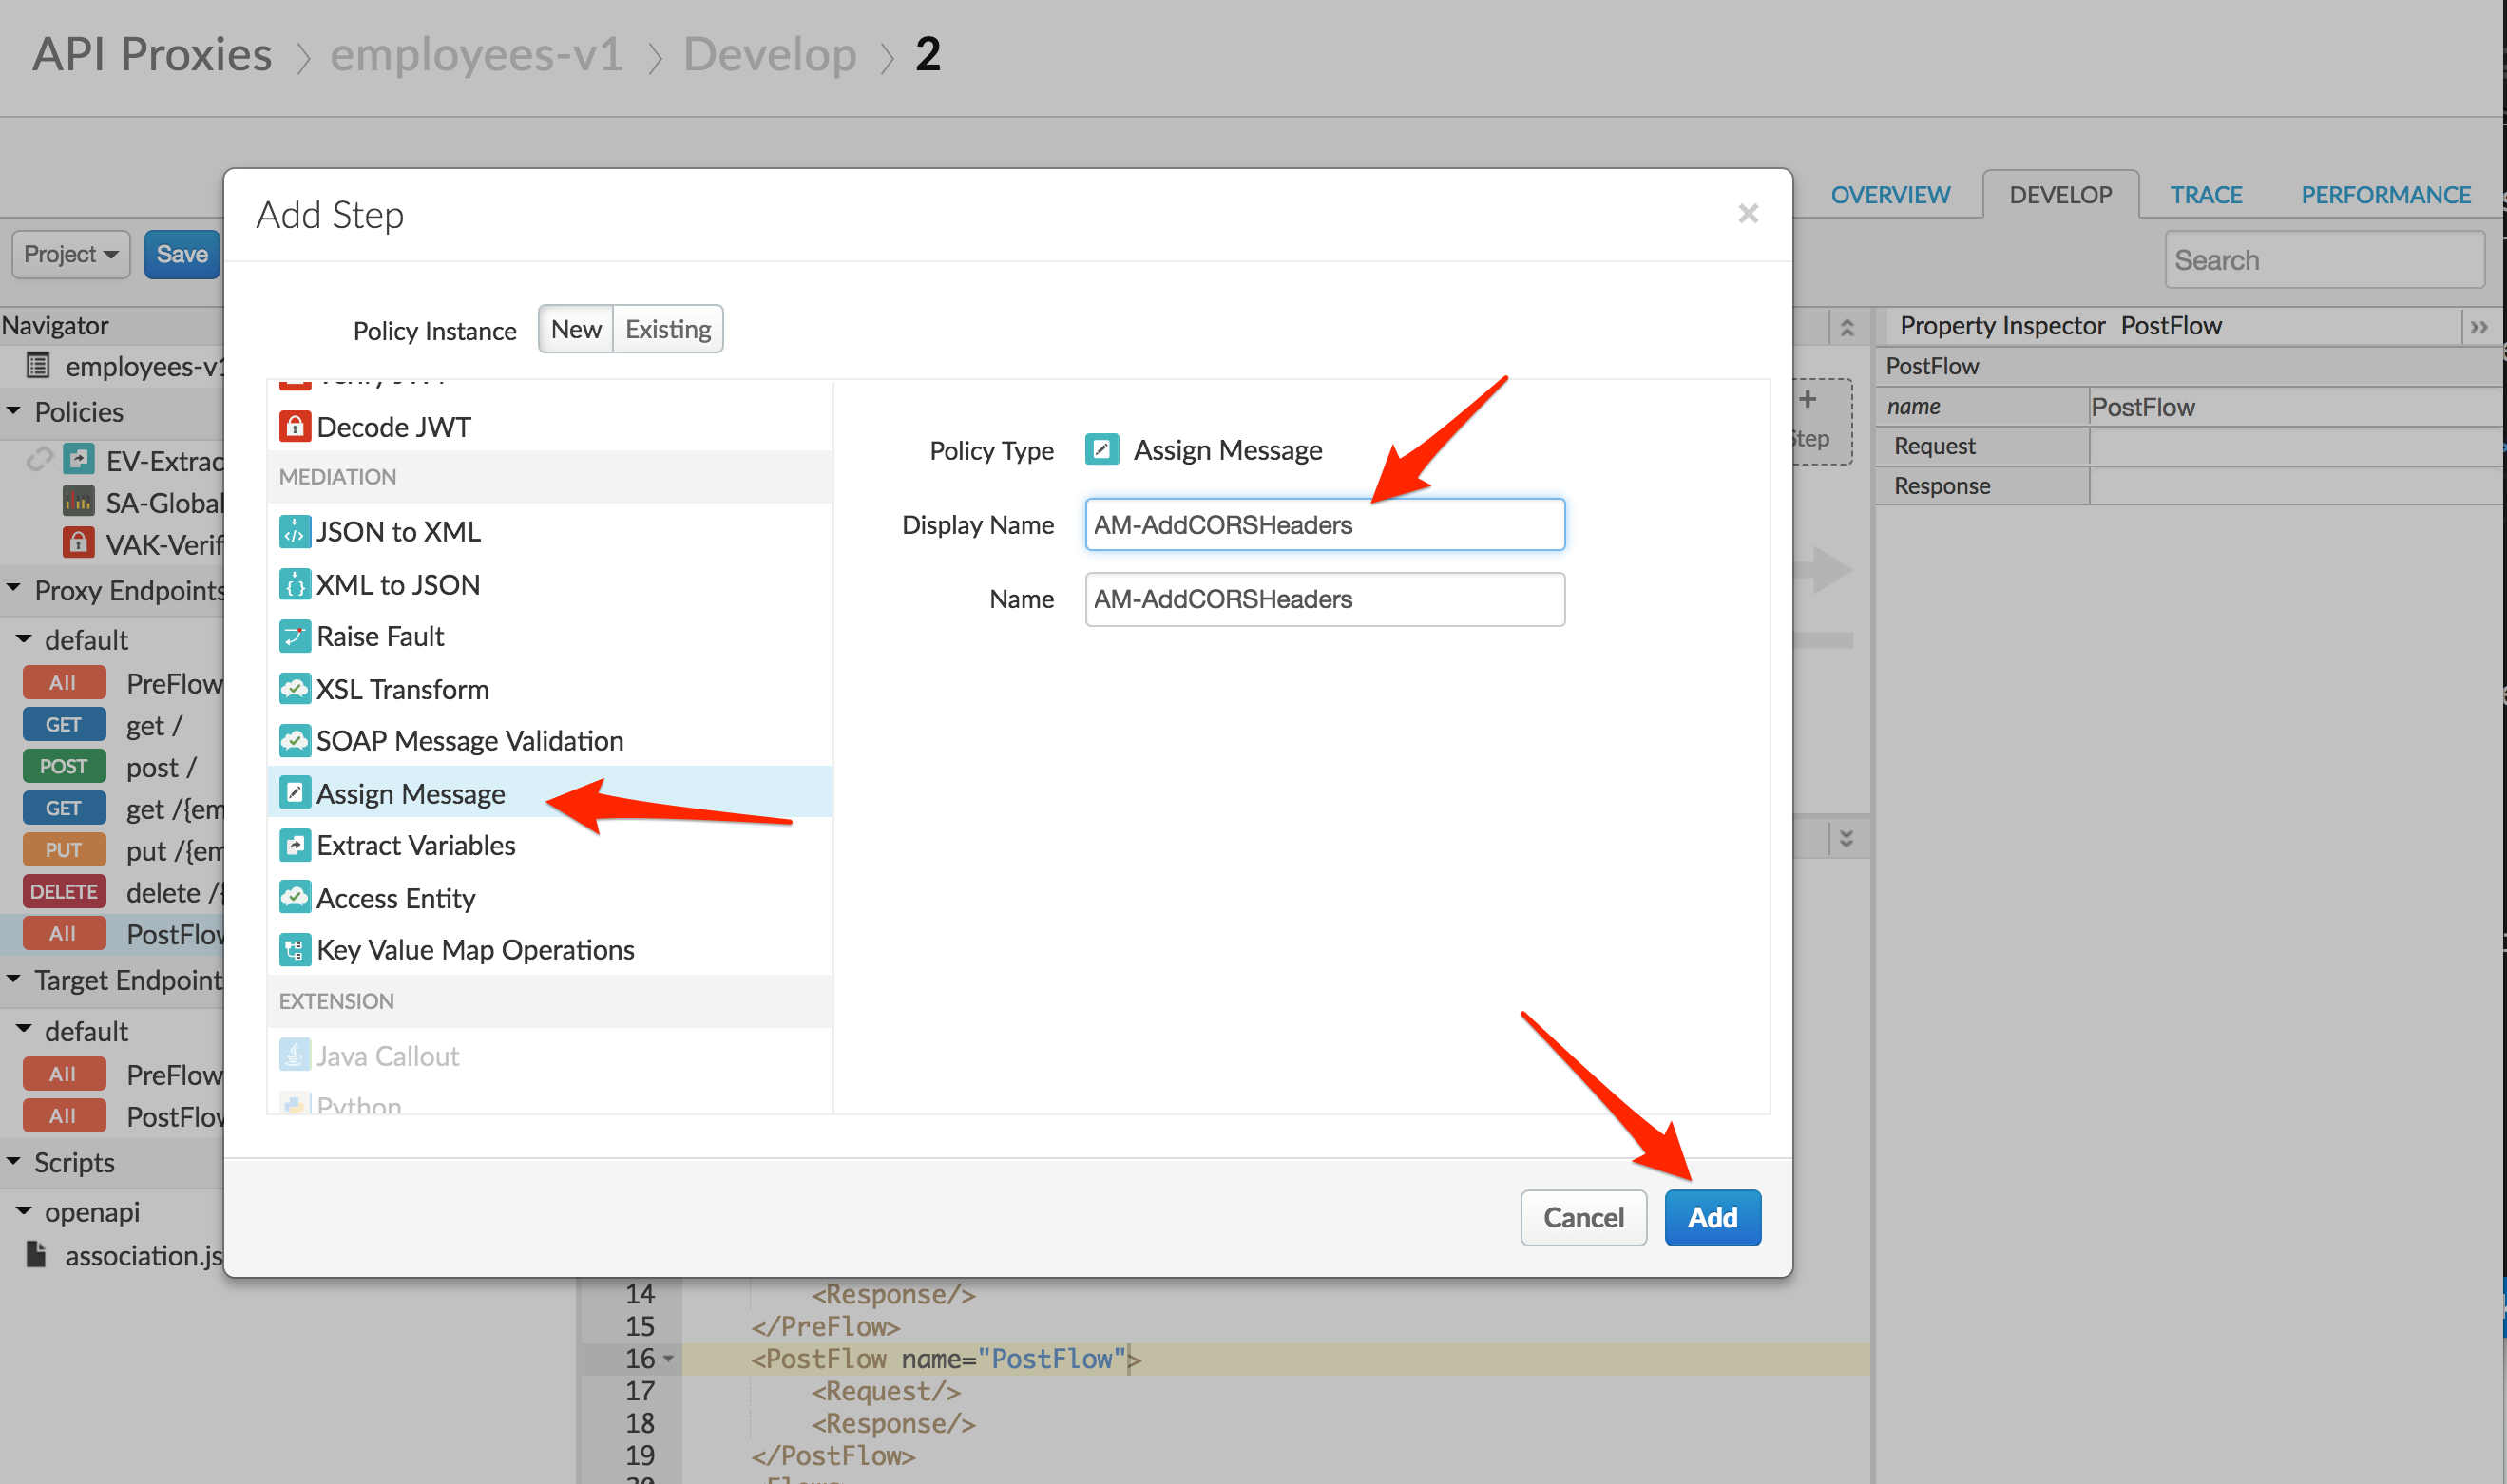 API Proxies > employees-v1 > Develop > 2
OVERVIEW
DEVELOP
TRACE
PERFORMANCE
Project
Save
Search
Navigator
employees-v1
Policies
EV-Extrac
SA-Global
VAK-Verif
Proxy Endpoints
default
All PreFlow
GET get /
POST post /
GET get /{em
PUT put /{em
DELETE delete /{
All PostFlow
Target Endpoint
default
All PreFlow
All PostFlow
Scripts
openapi
association.js
Add Step
×
Policy Instance
New
Existing
Verify JWT
Decode JWT
MEDIATION
JSON to XML
XML to JSON
Raise Fault
XSL Transform
SOAP Message Validation
Assign Message
Extract Variables
Access Entity
Key Value Map Operations
EXTENSION
Java Callout
Python
Policy Type Assign Message
Display Name AM-AddCORSHeaders
Name AM-AddCORSHeaders
Cancel
Add
+
Step
Property Inspector PostFlow
PostFlow
name PostFlow
Request
Response
14 <Response/>
15 </PreFlow>
16 <PostFlow name="PostFlow">
17 <Request/>
18 <Response/>
19 </PostFlow>
20 <Flows>